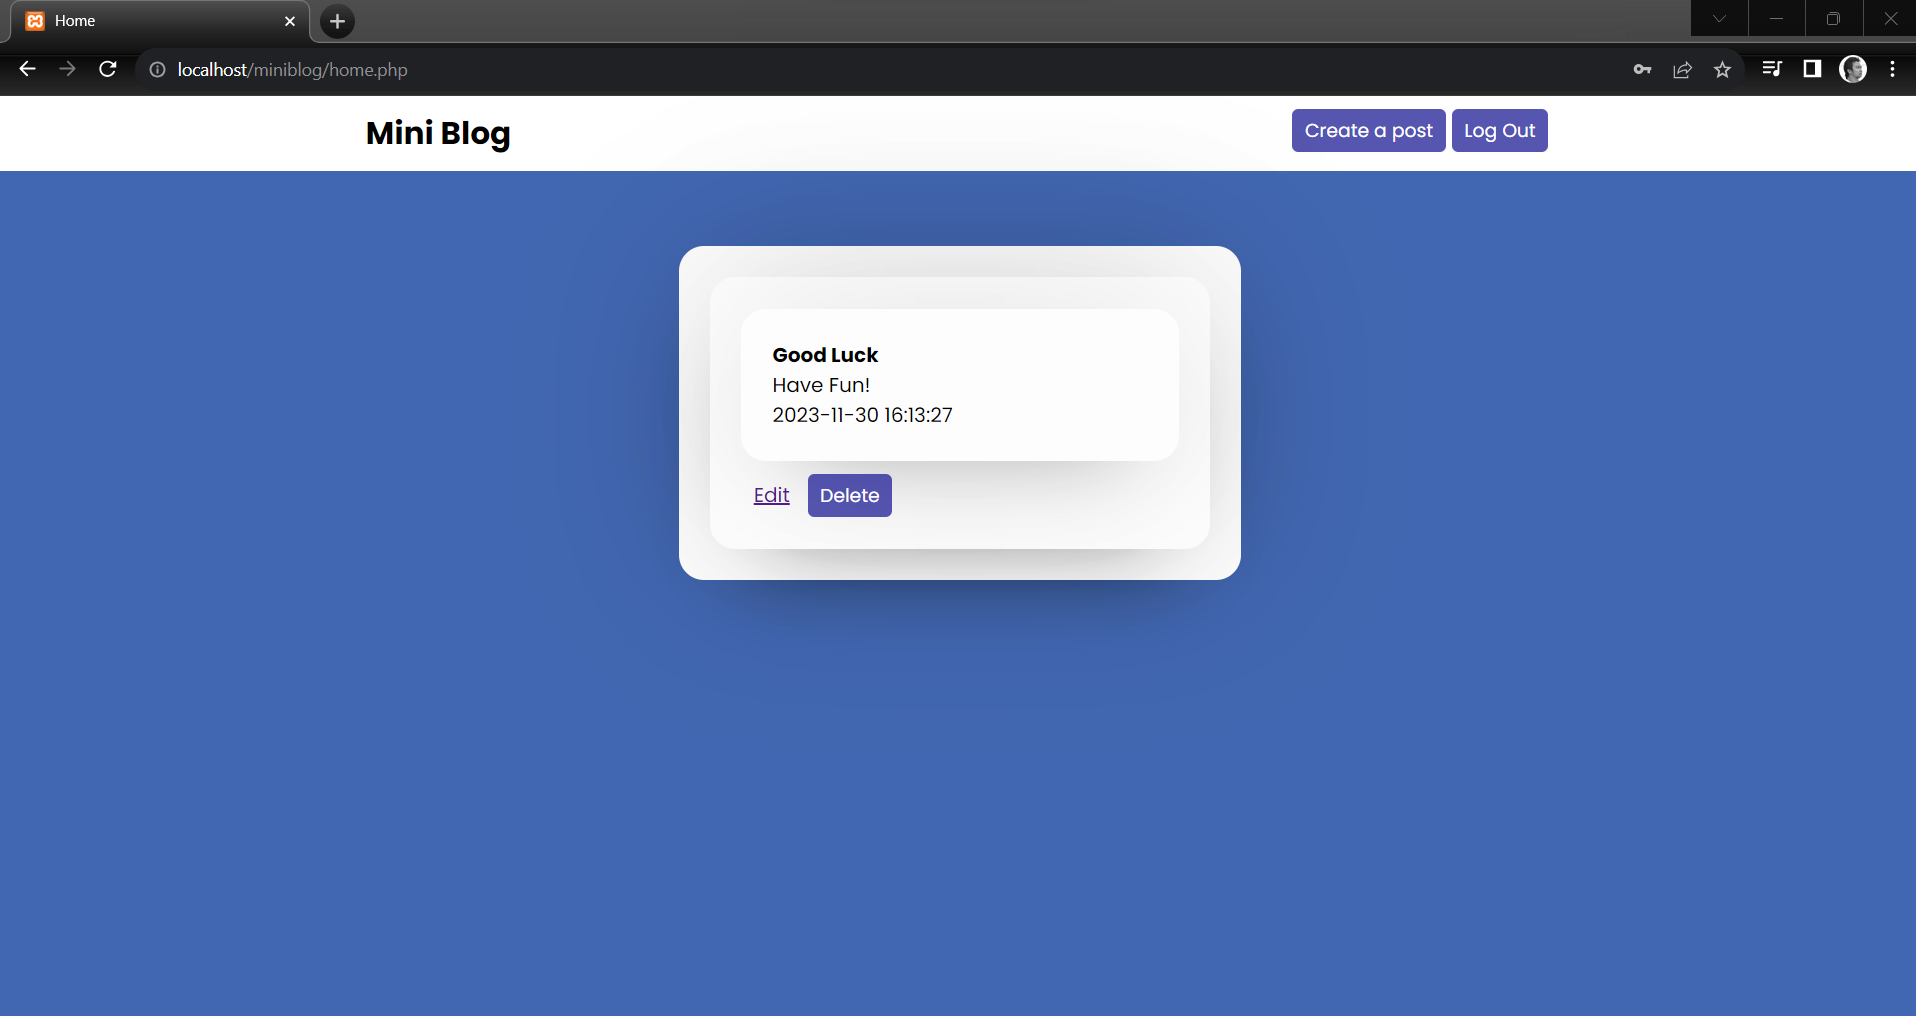 Home
localhost/miniblog/home.php
Mini Blog
Create a post
Log Out
Good Luck
Have Fun!
2023-11-30 16:13:27
Edit
Delete